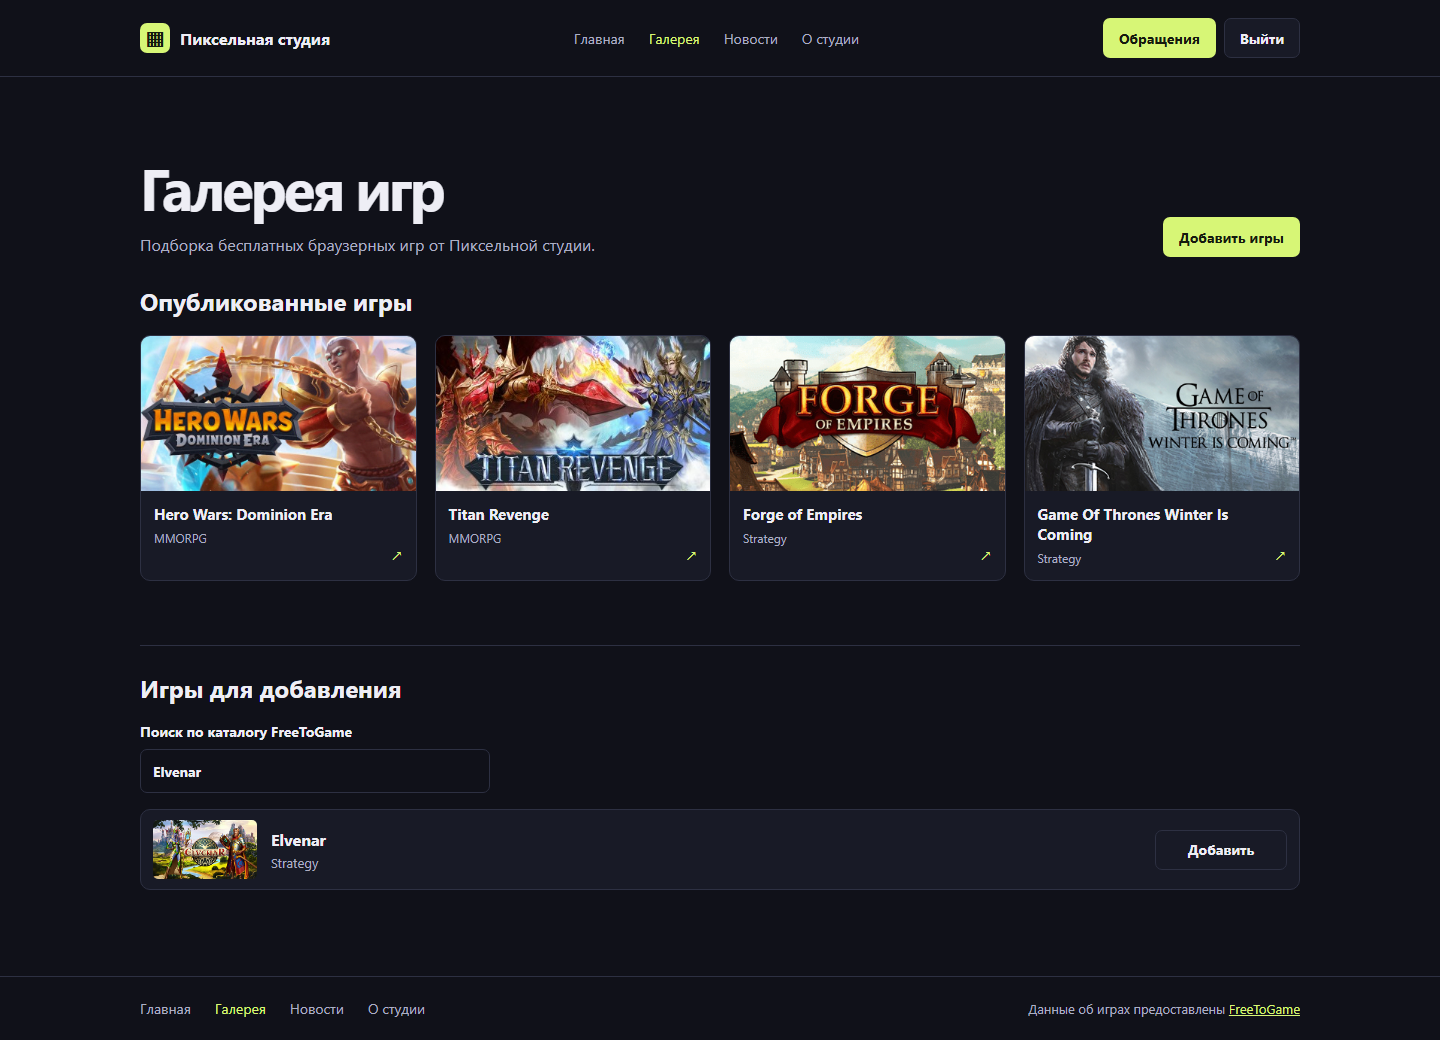 Пиксельная студия
Главная Галерея Новости О студии
Обращения Выйти
Галерея игр
Подборка бесплатных браузерных игр от Пиксельной студии.
Добавить игры
Опубликованные игры
HERO WARS
DOMINION ERA
TITAN REVENGE
FORGE
OF EMPIRES
GAME OF
THRONES
WINTER IS COMING
Hero Wars: Dominion Era
MMORPG
Titan Revenge
MMORPG
Forge of Empires
Strategy
Game Of Thrones Winter Is
Coming
Strategy
Игры для добавления
Поиск по каталогу FreeToGame
Elvenar
ELVENAR
Elvenar
Strategy
Добавить
Главная Галерея Новости О студии
Данные об играх предоставлены FreeToGame